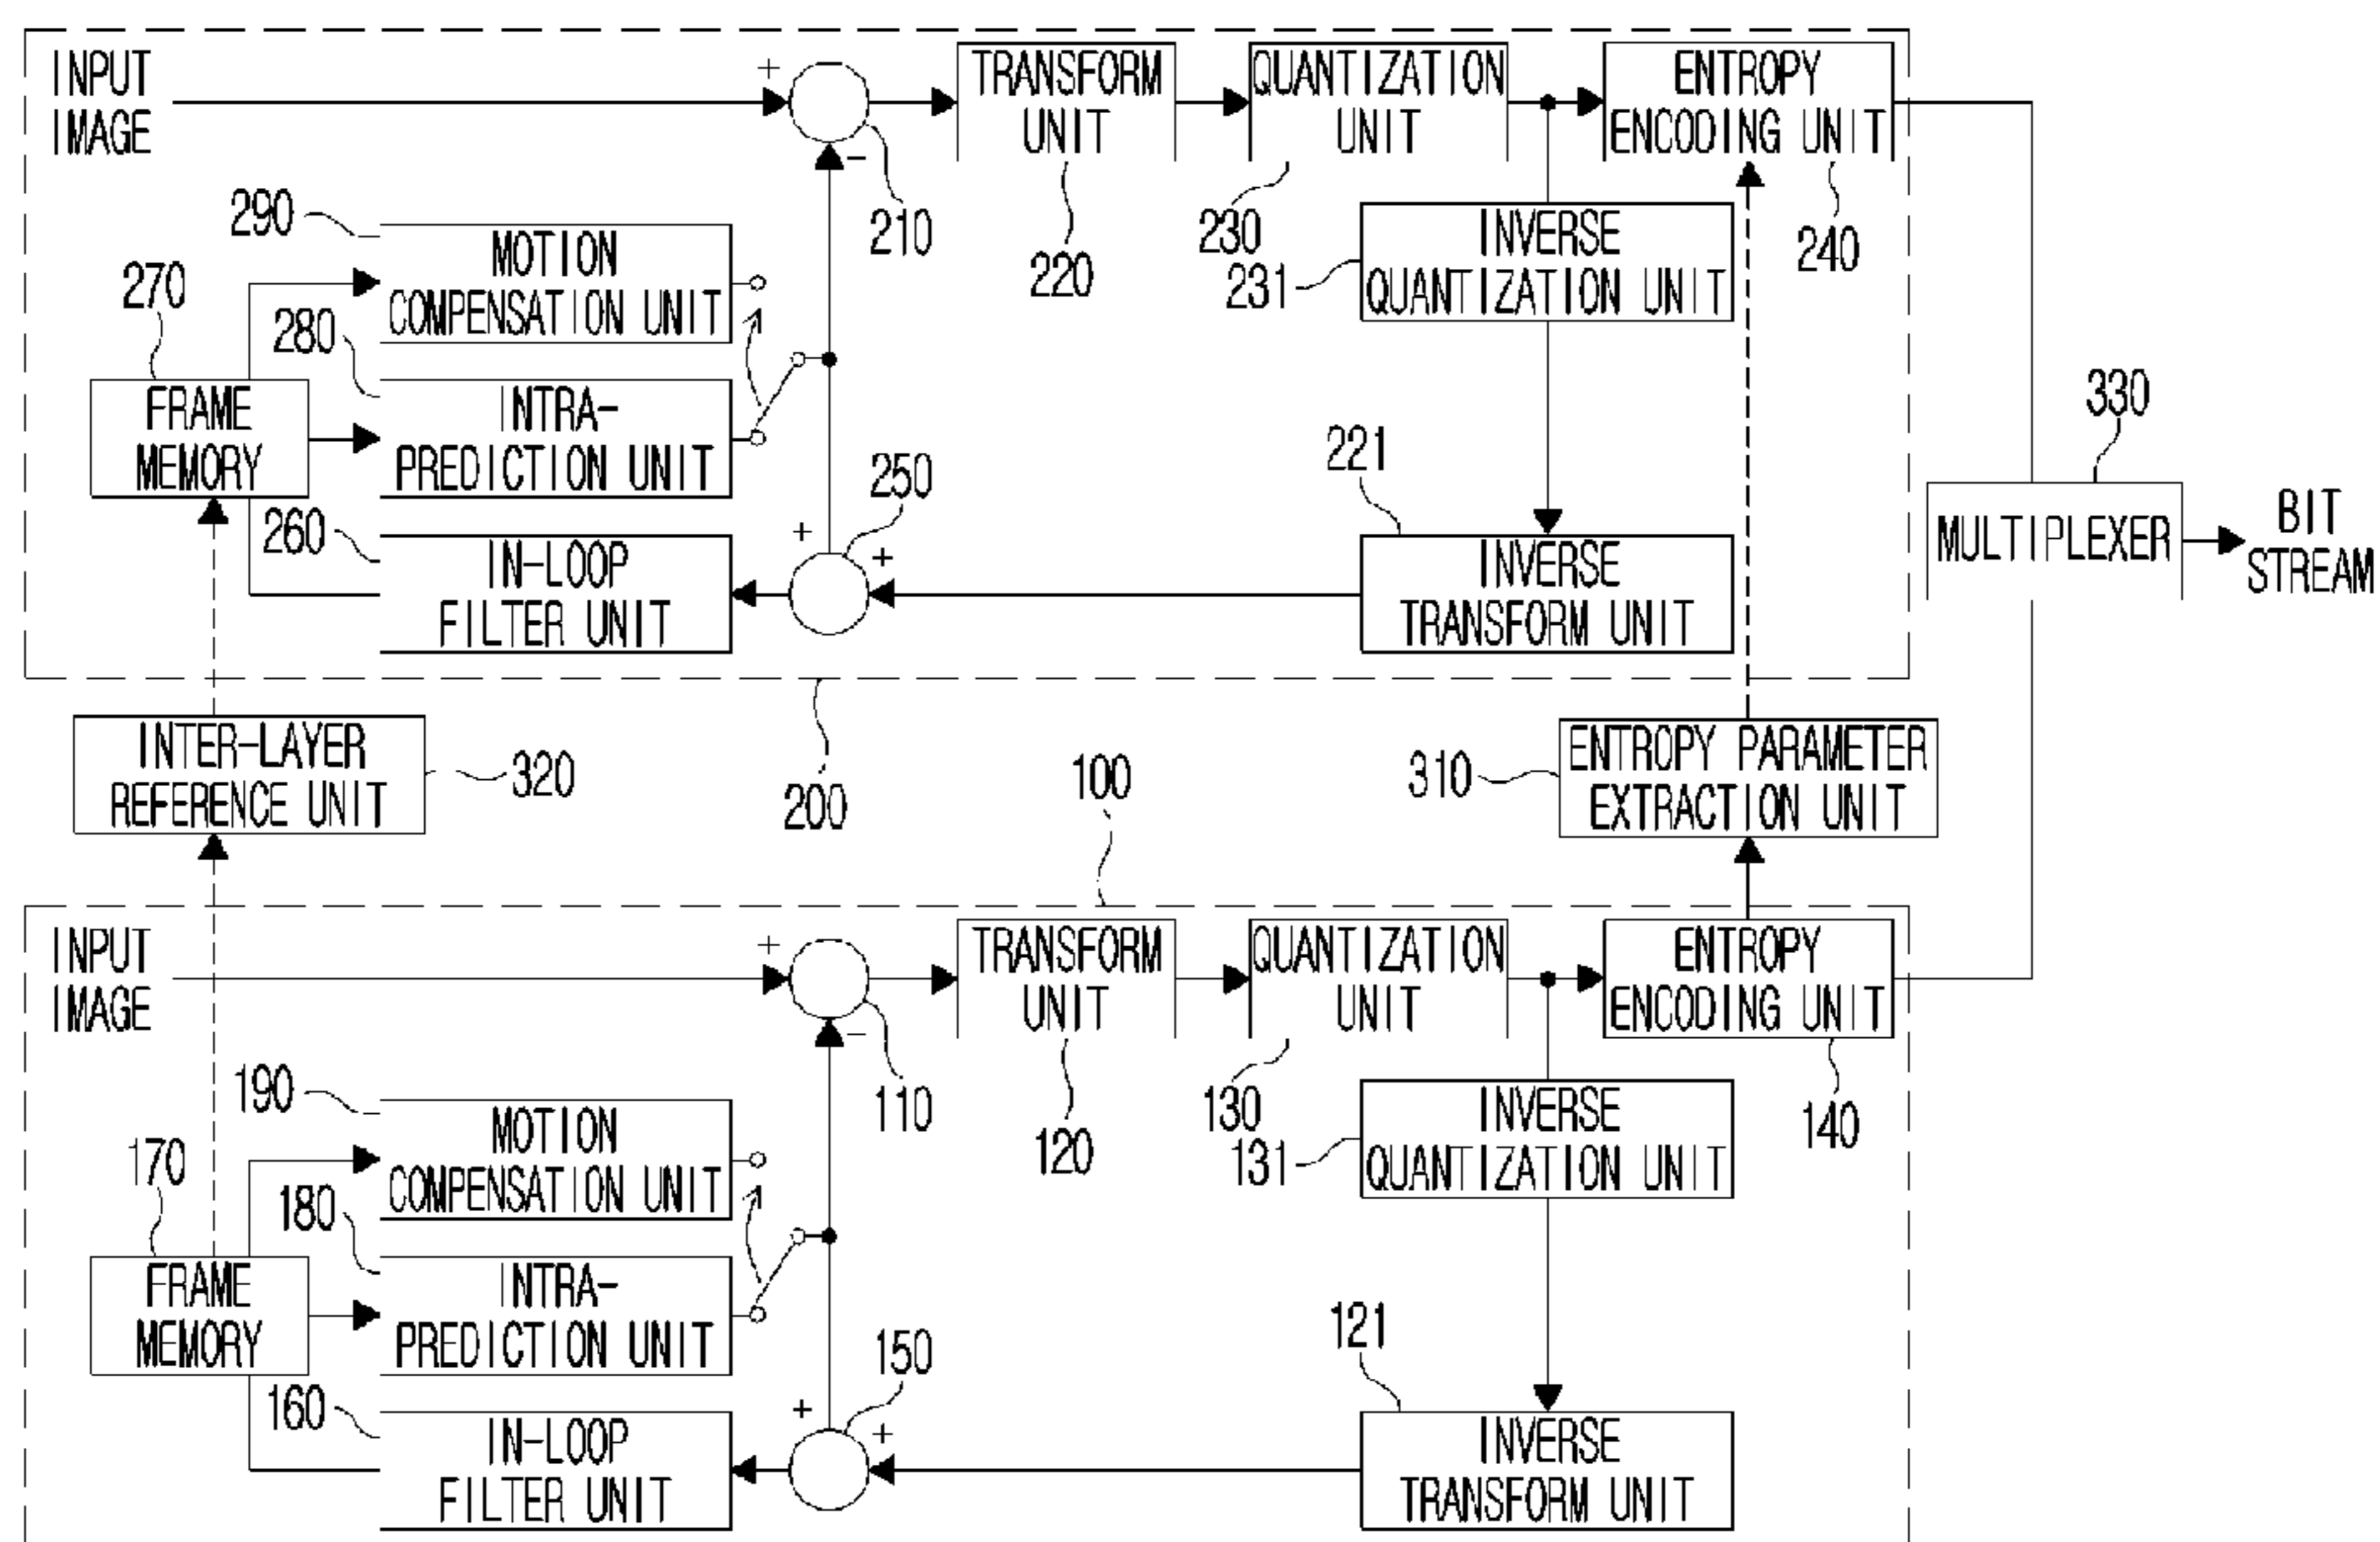 INPUT
IMAGE
+
−
TRANSFORM
UNIT
QUANTIZATION
UNIT
ENTROPY
ENCODING UNIT
210
220
230
240
290
MOTION
COMPENSATION UNIT
231
INVERSE
QUANTIZATION UNIT
270
280
FRAME
MEMORY
INTRA-
PREDICTION UNIT
330
221
250
260
+
+
IN-LOOP
FILTER UNIT
INVERSE
TRANSFORM UNIT
MULTIPLEXER
BIT
STREAM
INTER-LAYER
REFERENCE UNIT
320
200
100
310
ENTROPY PARAMETER
EXTRACTION UNIT
INPUT
IMAGE
+
−
TRANSFORM
UNIT
QUANTIZATION
UNIT
ENTROPY
ENCODING UNIT
110
120
130
140
190
MOTION
COMPENSATION UNIT
131
INVERSE
QUANTIZATION UNIT
170
180
FRAME
MEMORY
INTRA-
PREDICTION UNIT
121
150
160
+
+
IN-LOOP
FILTER UNIT
INVERSE
TRANSFORM UNIT